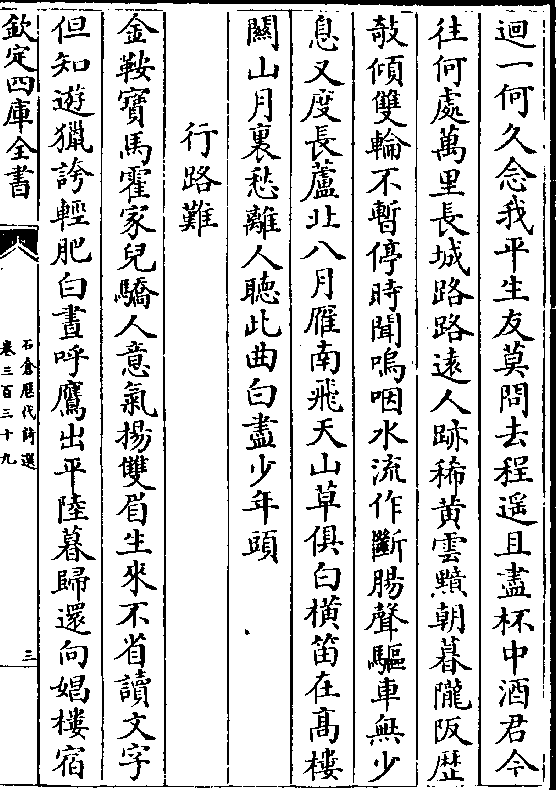 迴一何久念我平生友莫問去程遥且盡杯中酒君今
往何處萬里長城路路逺人跡稀黄雲黯朝暮隴阪歴
攲傾雙輪不暫停時聞嗚咽水流作斷腸聲驅車無少
息又度長蘆北八月雁南飛天山草俱白横笛在髙樓
關山月裏愁離人聴此曲白盡少年頭
行路難
金鞍寶馬霍家兒驕人意氣揚雙眉生來不省讀文字
但知遊獵誇輕肥白晝呼鷹出平陸暮歸還向娼樓宿
欽定四庫全書
石倉歴代詩選
卷三百三十九
三